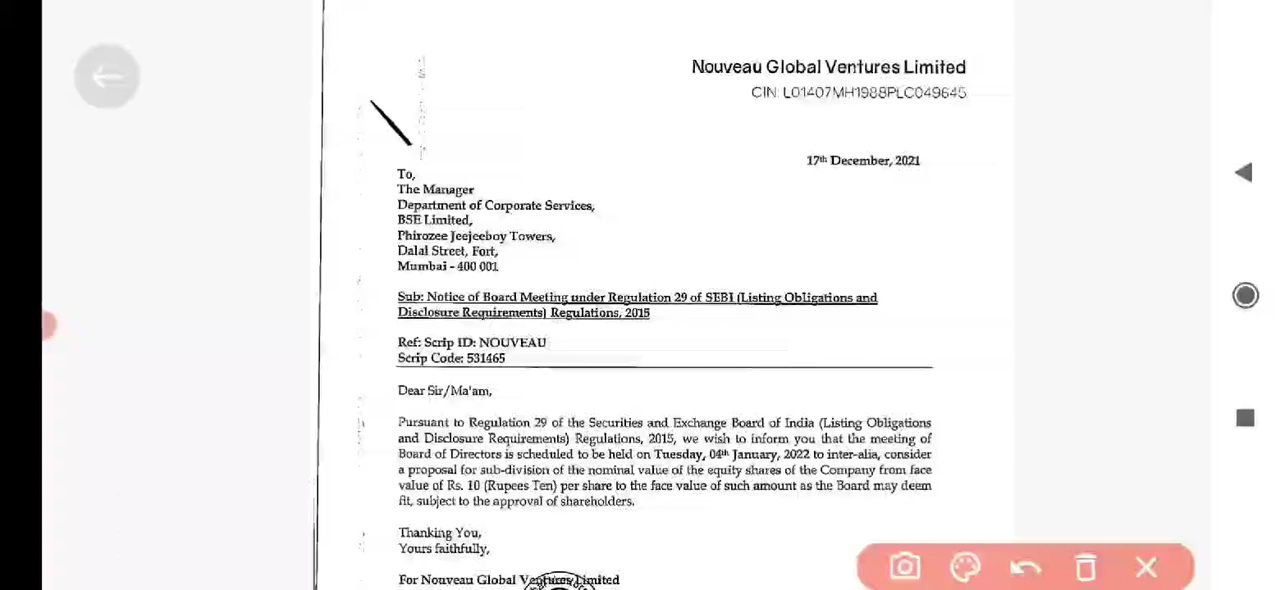 Nouveau Global Ventures Limited
CIN: L01407MH1988PLC049645
17th December, 2021
To,
The Manager
Department of Corporate Services,
BSE Limited,
Phirozee Jeejeeboy Towers,
Dalal Street, Fort,
Mumbai - 400 001
Sub: Notice of Board Meeting under Regulation 29 of SEBI (Listing Obligations and
Disclosure Requirements) Regulations, 2015
Ref: Scrip ID: NOUVEAU
Scrip Code: 531465
Dear Sir/Ma'am,
Pursuant to Regulation 29 of the Securities and Exchange Board of India (Listing Obligations
and Disclosure Requirements) Regulations, 2015, we wish to inform you that the meeting of
Board of Directors is scheduled to be held on Tuesday, 04th January, 2022 to inter-alia, consider
a proposal for sub-division of the nominal value of the equity shares of the Company from face
value of Rs. 10 (Rupees Ten) per share to the face value of such amount as the Board may deem
fit, subject to the approval of shareholders.
Thanking You,
Yours faithfully,
For Nouveau Global Ventures Limited